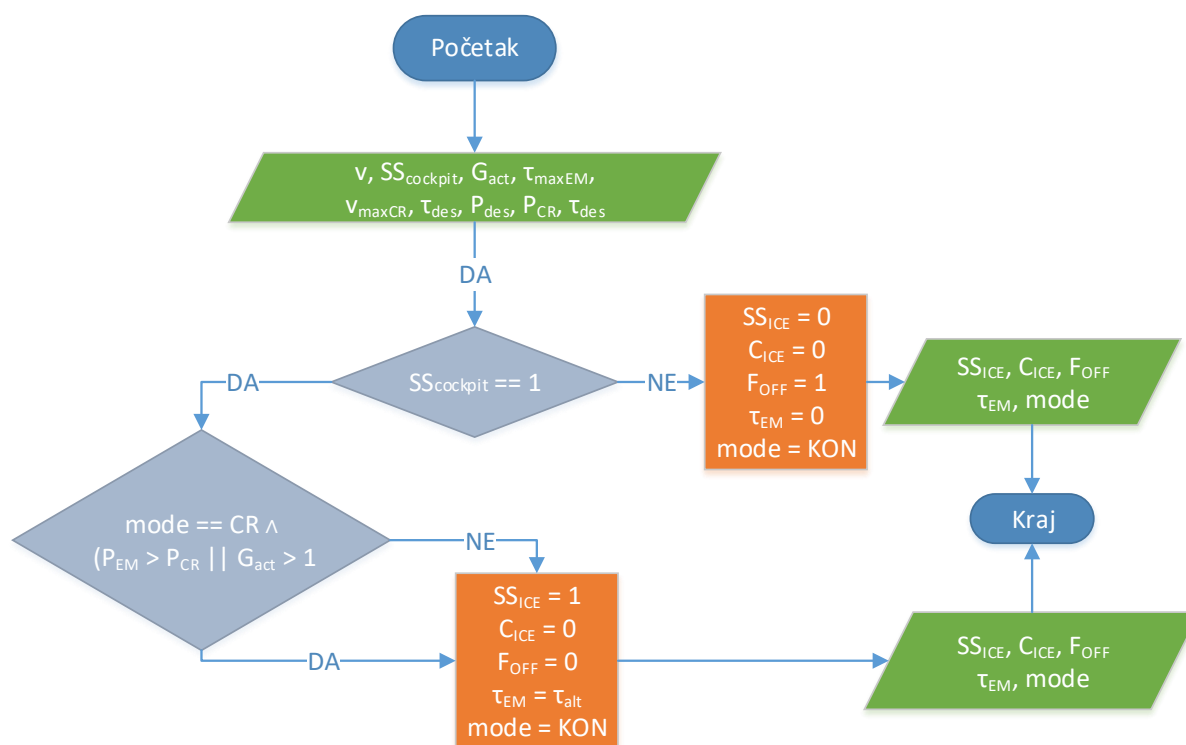 Početak
v, SScockpit, Gact, τmaxEM,
vmaxCR, τdes, Pdes, PCR, τdes
DA
SScockpit == 1
DA
NE
SSICE = 0
CICE = 0
FOFF = 1
τEM = 0
mode = KON
SSICE, CICE, FOFF
τEM, mode
Kraj
mode == CR ∧
(PEM > PCR || Gact > 1
NE
DA
SSICE = 1
CICE = 0
FOFF = 0
τEM = τalt
mode = KON
SSICE, CICE, FOFF
τEM, mode